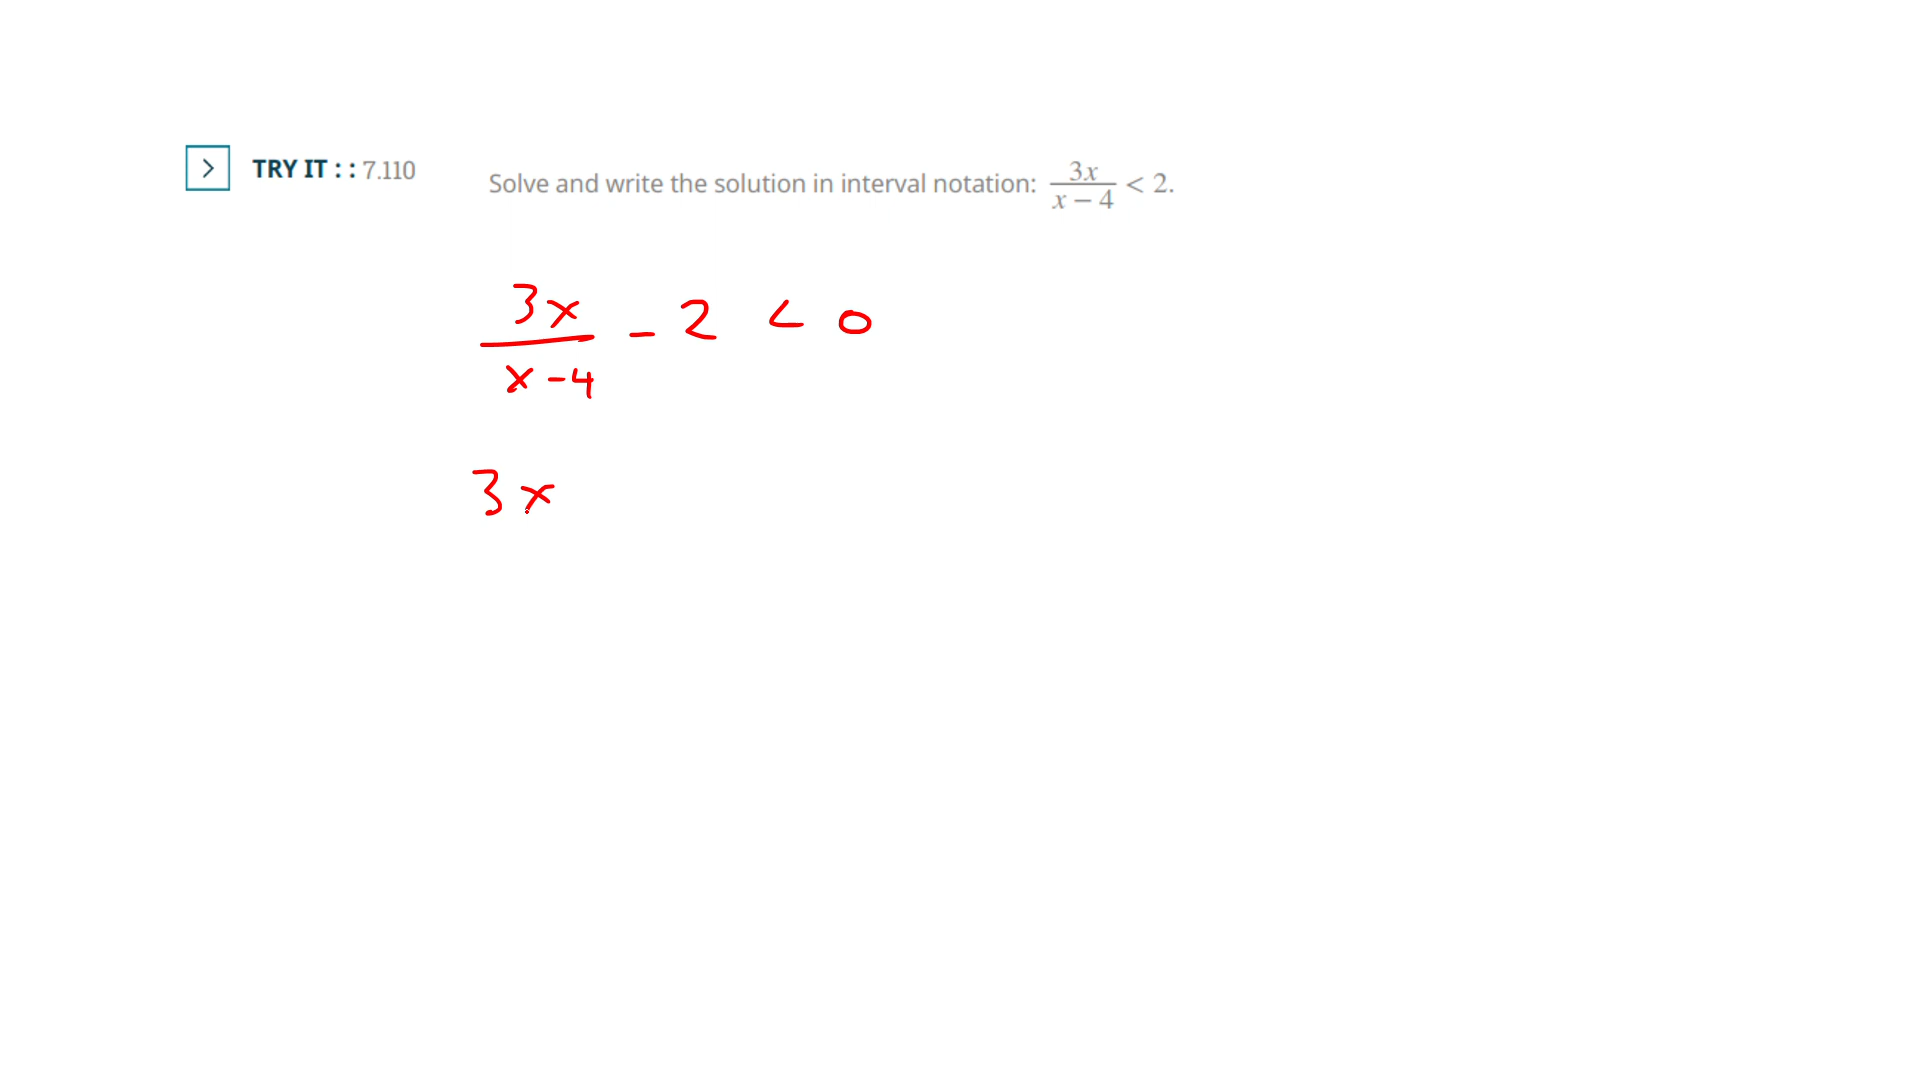 > TRY IT : : 7.110 Solve and write the solution in interval notation: 3x / (x − 4) < 2.
3x / (x - 4) - 2 < 0
3x